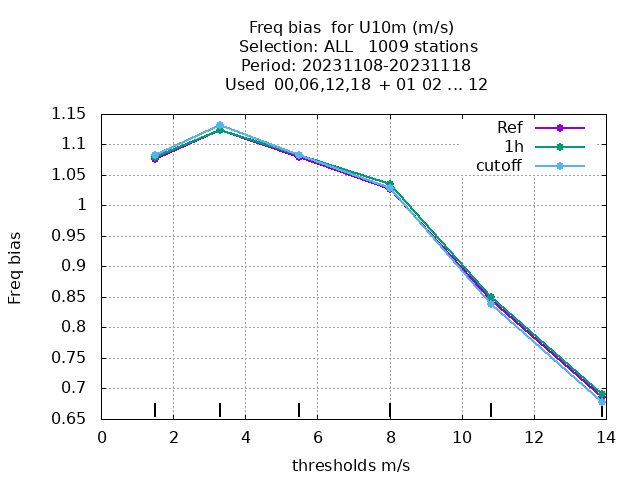 Freq bias  for U10m (m/s)
Selection: ALL   1009 stations
Period: 20231108-20231118
Used  00,06,12,18  + 01 02 ... 12
Ref
1h
cutoff
Freq bias
1.15
1.1
1.05
1
0.95
0.9
0.85
0.8
0.75
0.7
0.65
0 2 4 6 8 10 12 14
thresholds m/s